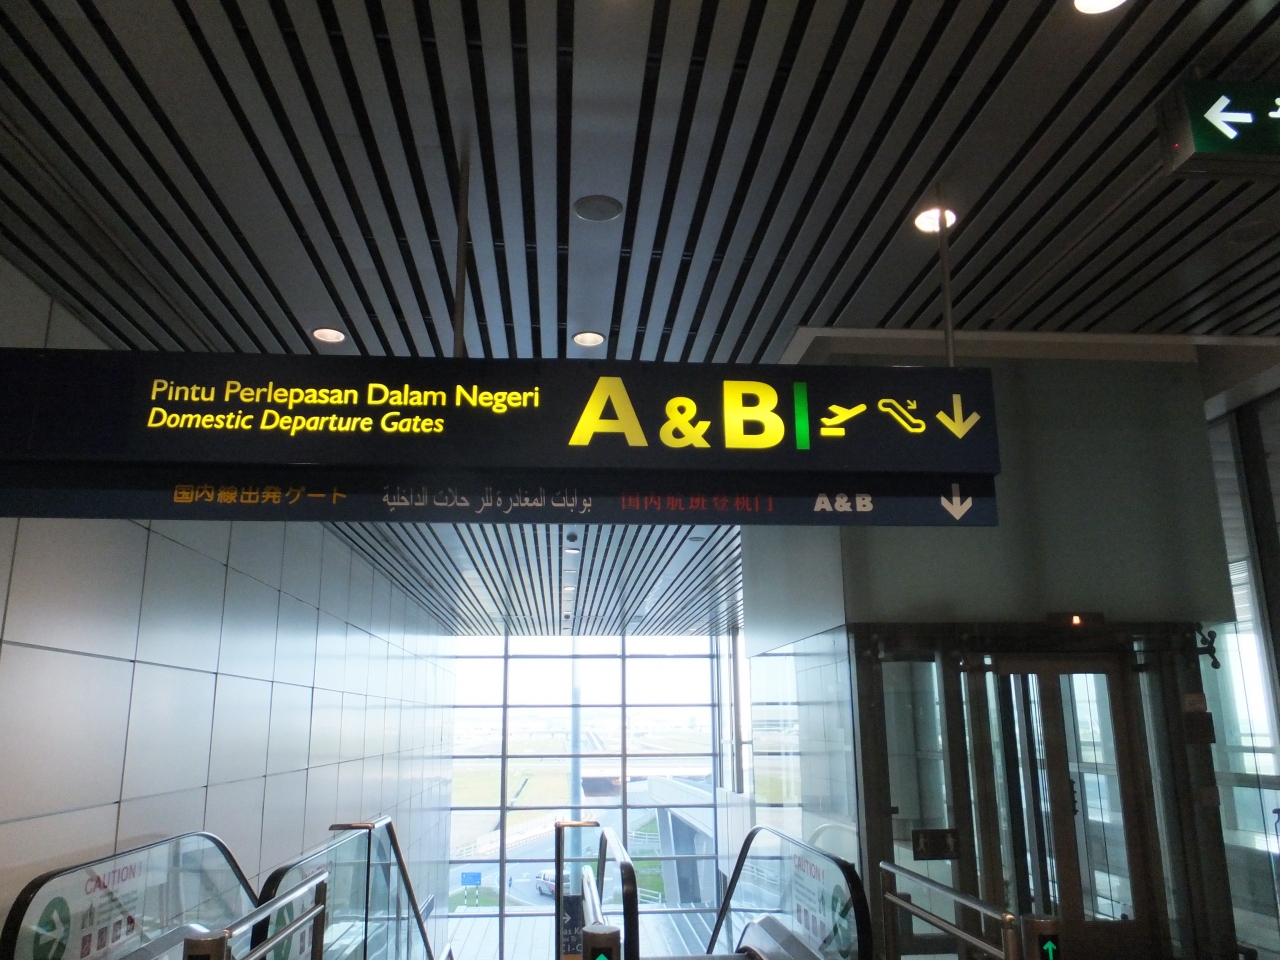 Pintu Perlepasan Dalam Negeri
Domestic Departure Gates
A & B
国内線出発ゲート بوابات المغادرة للرحلات الداخلية 国内航班登机门 A&B
CAUTION!
CAUTION!